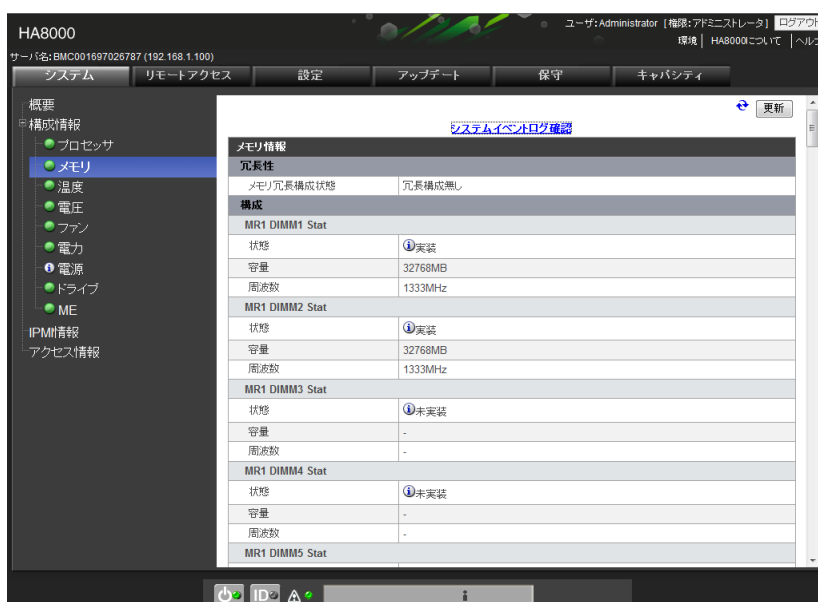 HA8000
ユーザ:Administrator [権限:アドミニストレータ] ログアウト
環境 HA8000について ヘル
サーバ名:BMC001697026787 (192.168.1.100)
システム リモートアクセス 設定 アップデート 保守 キャパシティ
概要
構成情報
プロセッサ
メモリ
温度
電圧
ファン
電力
電源
ドライブ
ME
IPMI情報
アクセス情報
更新
システムイベントログ確認
メモリ情報
冗長性
メモリ冗長構成状態 冗長構成無し
構成
MR1 DIMM1 Stat
状態 実装
容量 32768MB
周波数 1333MHz
MR1 DIMM2 Stat
状態 実装
容量 32768MB
周波数 1333MHz
MR1 DIMM3 Stat
状態 未実装
容量 -
周波数 -
MR1 DIMM4 Stat
状態 未実装
容量 -
周波数 -
MR1 DIMM5 Stat
ID